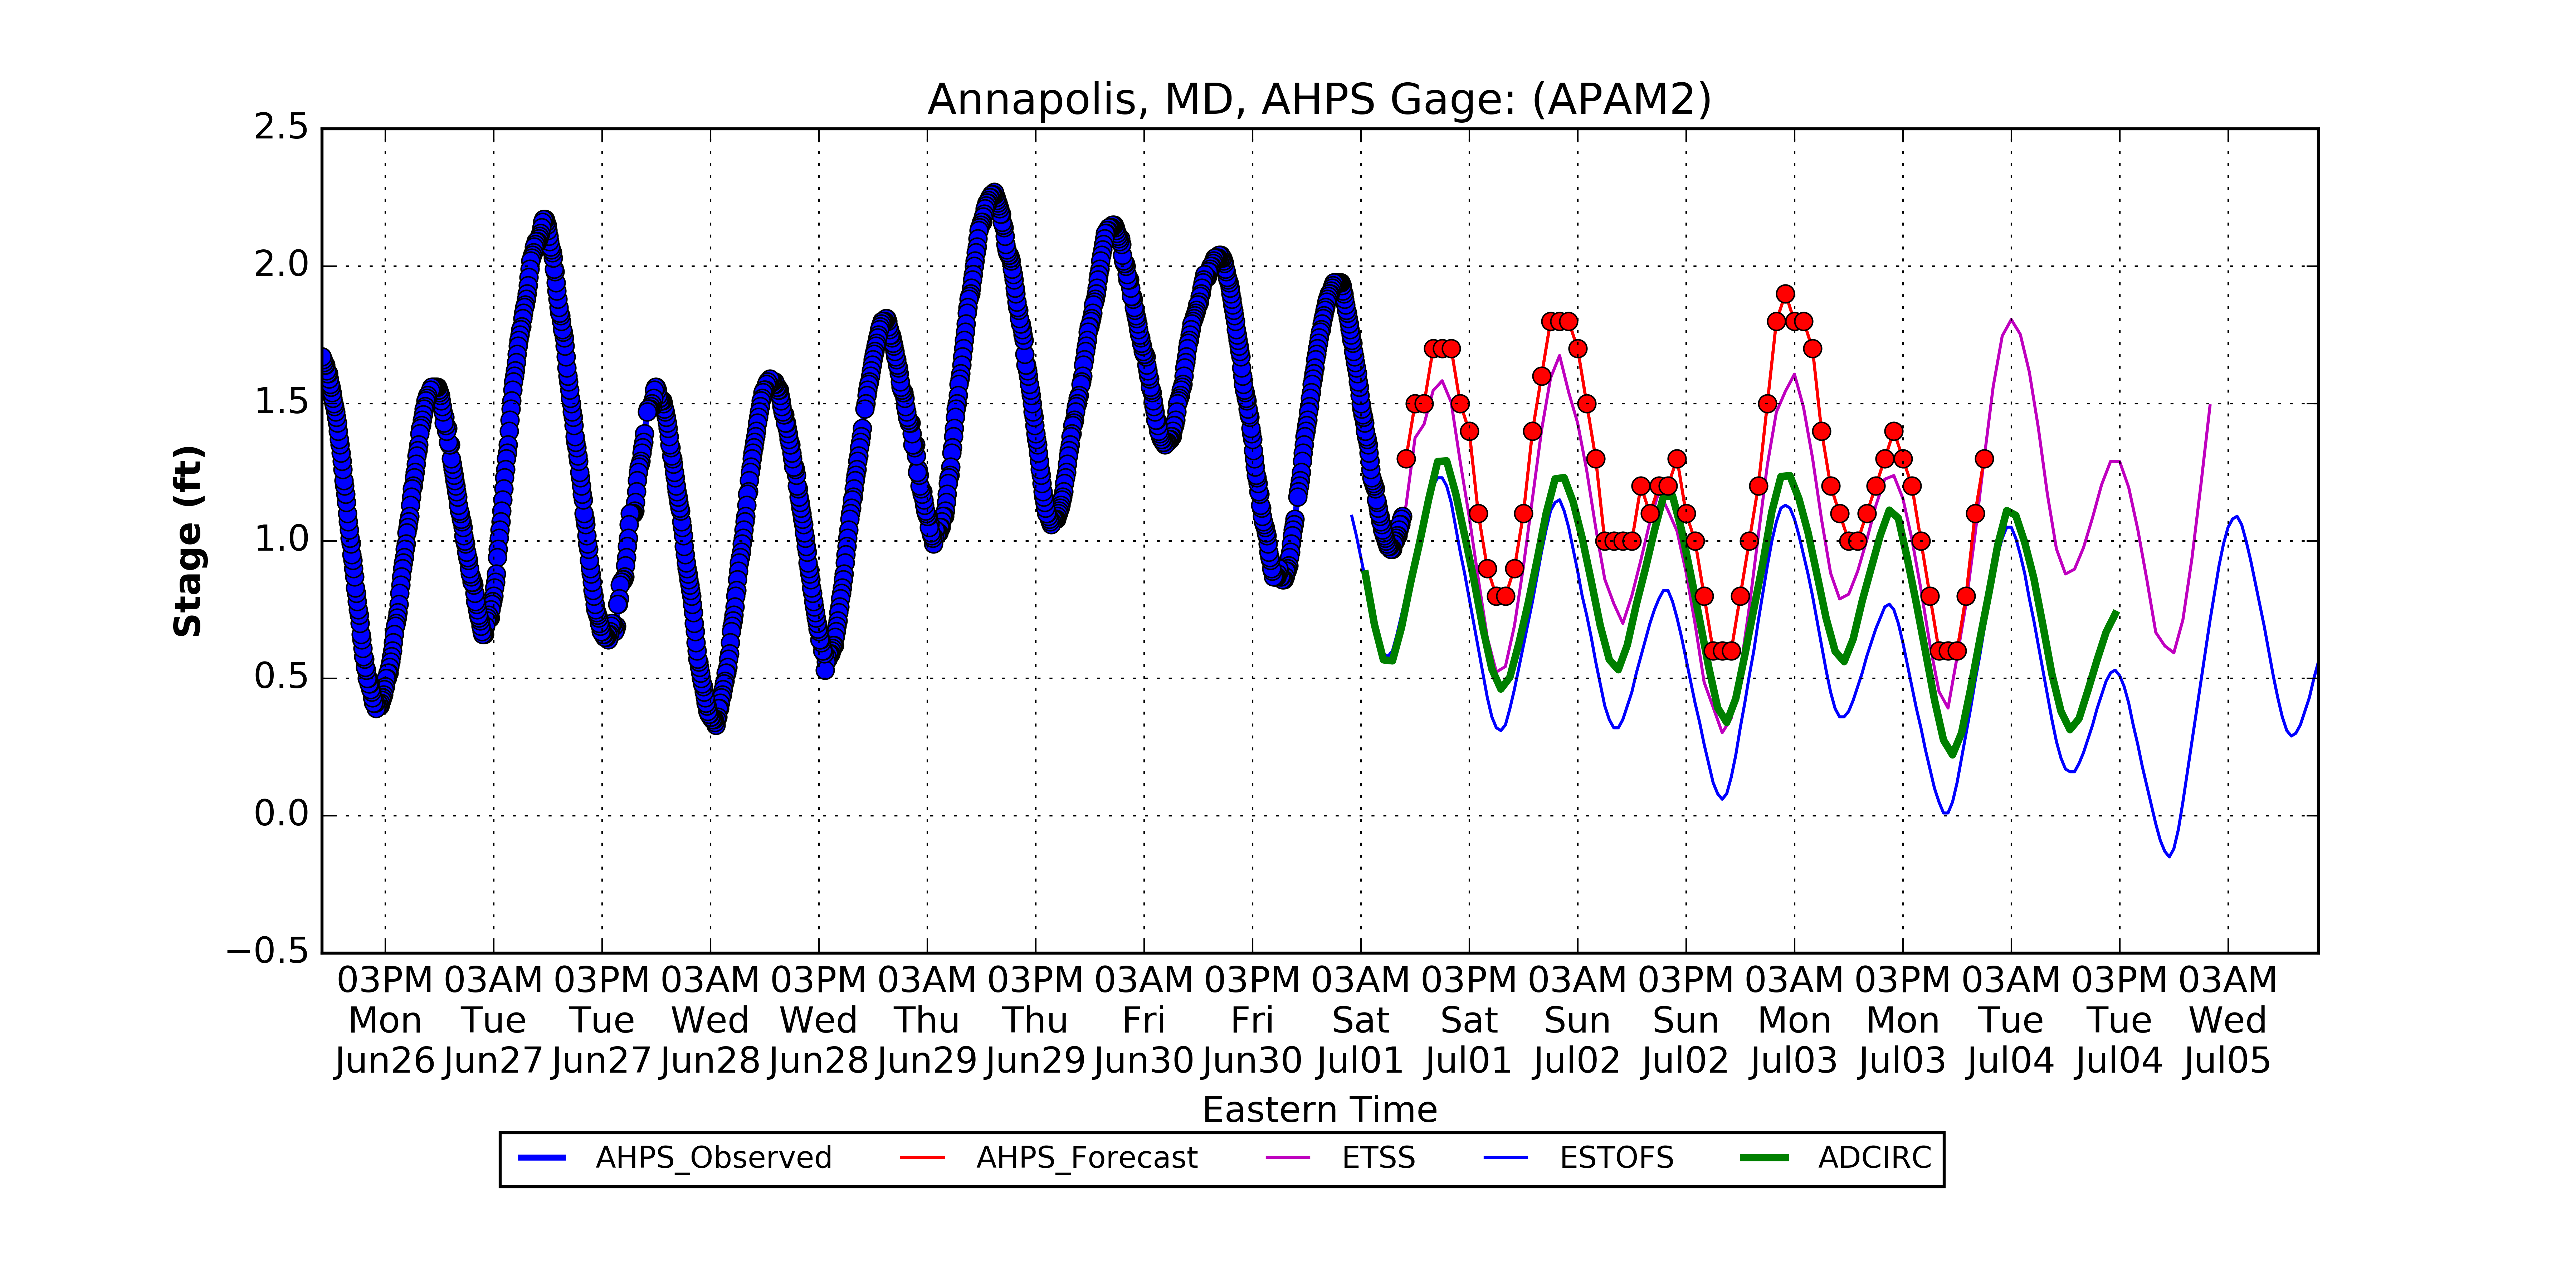 Annapolis, MD, AHPS Gage: (APAM2)
Stage (ft)
2.5
2.0
1.5
1.0
0.5
0.0
−0.5
03PM 03AM 03PM 03AM 03PM 03AM 03PM 03AM 03PM 03AM 03PM 03AM 03PM 03AM 03PM 03AM 03PM 03AM
Mon Tue Tue Wed Wed Thu Thu Fri Fri Sat Sat Sun Sun Mon Mon Tue Tue Wed
Jun26 Jun27 Jun27 Jun28 Jun28 Jun29 Jun29 Jun30 Jun30 Jul01 Jul01 Jul02 Jul02 Jul03 Jul03 Jul04 Jul04 Jul05
Eastern Time
AHPS_Observed AHPS_Forecast ETSS ESTOFS ADCIRC